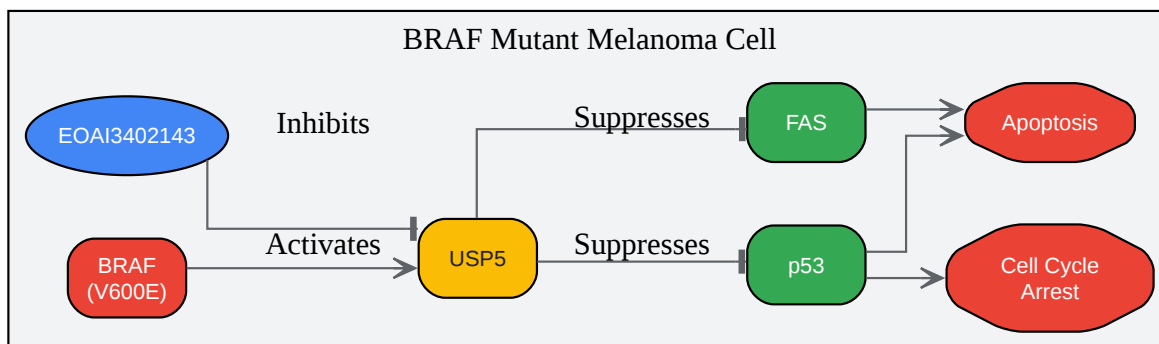 BRAF Mutant Melanoma Cell
EOAI3402143
Inhibits
Suppresses
FAS
Apoptosis
BRAF
(V600E)
Activates
USP5
Suppresses
p53
Cell Cycle
Arrest